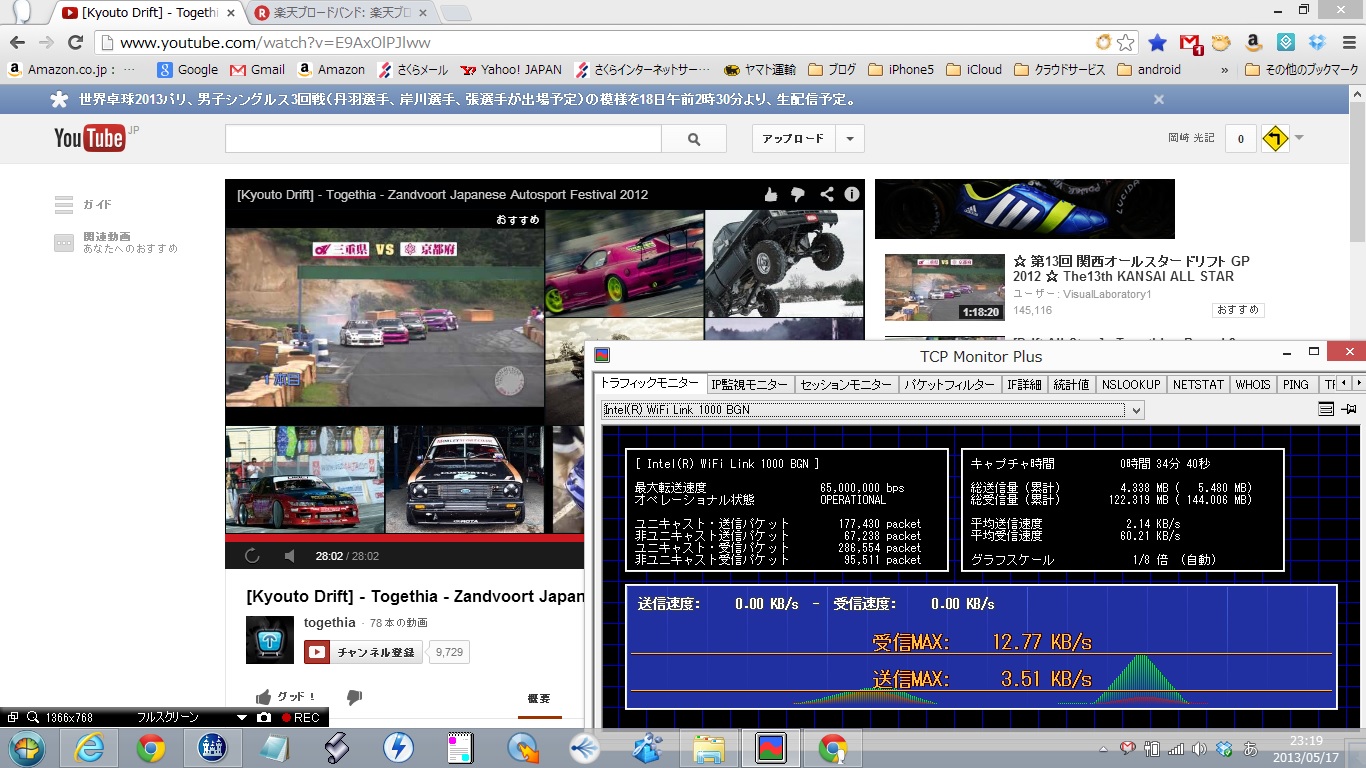 [Kyouto Drift] - Togethi
楽天ブロードバンド: 楽天ブロ
www.youtube.com/watch?v=E9AxOlPJlww
1
Amazon.co.jp : …
Google
Gmail
Amazon
さくらメール
Yahoo! JAPAN
さくらインターネットサー…
ヤマト運輸
ブログ
iPhone5
iCloud
クラウドサービス
android
»
その他のブックマーク
世界卓球2013パリ、男子シングルス3回戦(丹羽選手、岸川選手、張選手が出場予定)の模様を18日午前2時30分より、生配信予定。
YouTube JP
アップロード
岡崎 光記
0
ガイド
関連動画
あなたへのおすすめ
[Kyouto Drift] - Togethia - Zandvoort Japanese Autosport Festival 2012
おすすめ
三重県 VS 京都府
1本目
28:02 / 28:02
adidas
LUCIDA
☆ 第13回 関西オールスタードリフト GP
2012 ☆ The13th KANSAI ALL STAR
ユーザー: VisualLaboratory1
145,116
おすすめ
1:18:20
[Kyouto Drift] - Togethia - Zandvoort Japan
togethia · 78 本の動画
チャンネル登録
9,729
グッド!
概要
TCP Monitor Plus
トラフィックモニター
IP監視モニター
セッションモニター
パケットフィルター
IF詳細
統計値
NSLOOKUP
NETSTAT
WHOIS
PING
Intel(R) WiFi Link 1000 BGN
[ Intel(R) WiFi Link 1000 BGN ]
最大転送速度 65,000,000 bps
オペレーショナル状態 OPERATIONAL
ユニキャスト・送信パケット 177,430 packet
非ユニキャスト送信パケット 67,238 packet
ユニキャスト・受信パケット 286,554 packet
非ユニキャスト受信パケット 95,511 packet
キャプチャ時間 0時間 34分 40秒
総送信量(累計) 4.338 MB ( 5.480 MB)
総受信量(累計) 122.319 MB ( 144.006 MB)
平均送信速度 2.14 KB/s
平均受信速度 60.21 KB/s
グラフスケール 1/8 倍 (自動)
送信速度: 0.00 KB/s - 受信速度: 0.00 KB/s
受信MAX: 12.77 KB/s
送信MAX: 3.51 KB/s
1366x768
フルスクリーン
REC
あ
23:19
2013/05/17